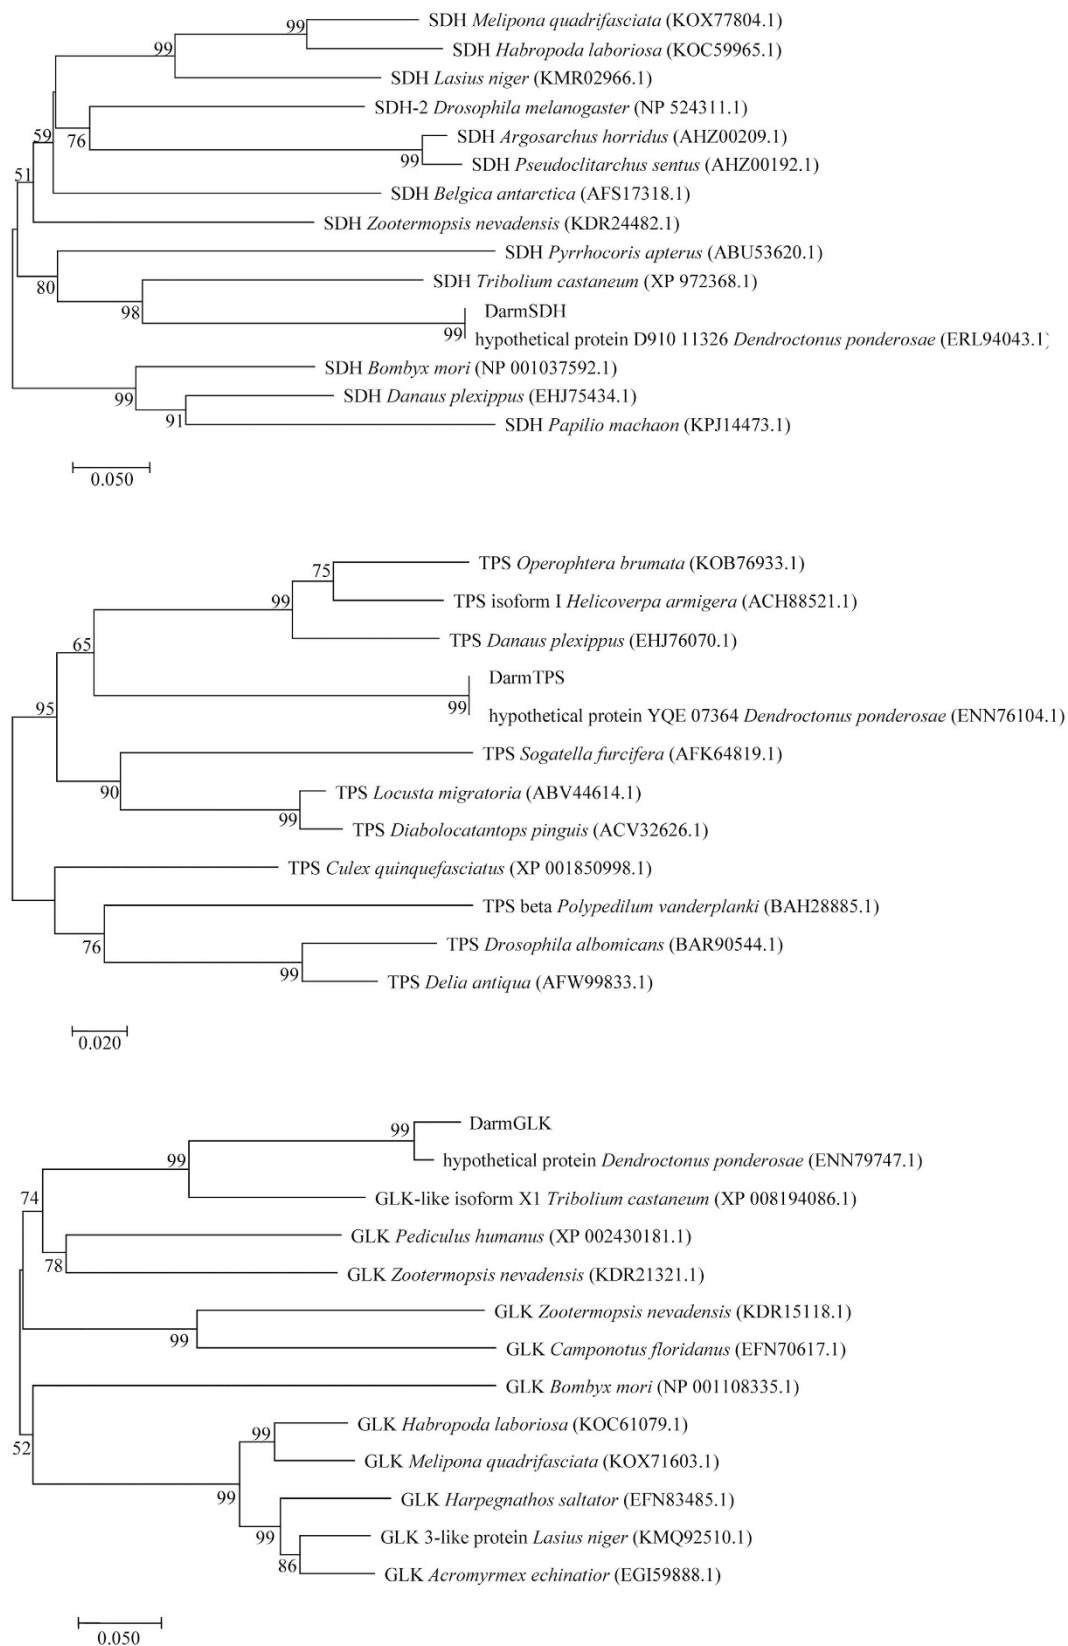 99
SDH Melipona quadrifasciata (KOX77804.1)
99
SDH Habropoda laboriosa (KOC59965.1)
SDH Lasius niger (KMR02966.1)
SDH-2 Drosophila melanogaster (NP 524311.1)
59
76
SDH Argosarchus horridus (AHZ00209.1)
99
SDH Pseudoclitarchus sentus (AHZ00192.1)
51
SDH Belgica antarctica (AFS17318.1)
SDH Zootermopsis nevadensis (KDR24482.1)
SDH Pyrrhocoris apterus (ABU53620.1)
80
SDH Tribolium castaneum (XP 972368.1)
98
DarmSDH
99
hypothetical protein D910 11326 Dendroctonus ponderosae (ERL94043.1)
SDH Bombyx mori (NP 001037592.1)
99
SDH Danaus plexippus (EHJ75434.1)
91
SDH Papilio machaon (KPJ14473.1)
0.050
TPS Operophtera brumata (KOB76933.1)
75
99
TPS isoform I Helicoverpa armigera (ACH88521.1)
65
TPS Danaus plexippus (EHJ76070.1)
DarmTPS
95
99
hypothetical protein YQE 07364 Dendroctonus ponderosae (ENN76104.1)
TPS Sogatella furcifera (AFK64819.1)
90
TPS Locusta migratoria (ABV44614.1)
99
TPS Diabolocatantops pinguis (ACV32626.1)
TPS Culex quinquefasciatus (XP 001850998.1)
TPS beta Polypedilum vanderplanki (BAH28885.1)
76
TPS Drosophila albomicans (BAR90544.1)
99
TPS Delia antiqua (AFW99833.1)
0.020
99
DarmGLK
99
hypothetical protein Dendroctonus ponderosae (ENN79747.1)
74
GLK-like isoform X1 Tribolium castaneum (XP 008194086.1)
GLK Pediculus humanus (XP 002430181.1)
78
GLK Zootermopsis nevadensis (KDR21321.1)
GLK Zootermopsis nevadensis (KDR15118.1)
99
GLK Camponotus floridanus (EFN70617.1)
GLK Bombyx mori (NP 001108335.1)
GLK Habropoda laboriosa (KOC61079.1)
99
52
GLK Melipona quadrifasciata (KOX71603.1)
99
GLK Harpegnathos saltator (EFN83485.1)
99
GLK 3-like protein Lasius niger (KMQ92510.1)
86
GLK Acromyrmex echinatior (EGI59888.1)
0.050